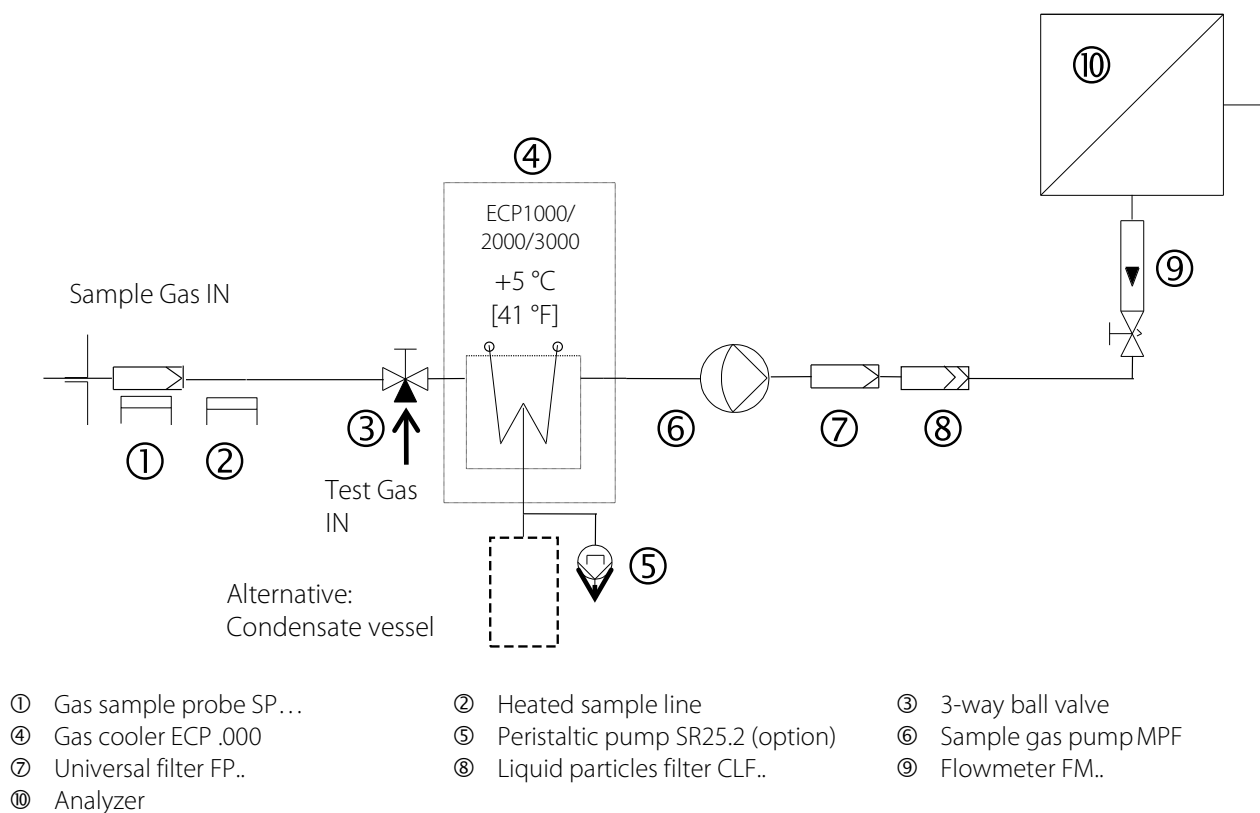 ⑩
④
ECP1000/
2000/3000
+5 °C
[41 °F]
⑨
Sample Gas IN
③
⑥
⑦
⑧
①
②
Test Gas
IN
⑤
Alternative:
Condensate vessel
① Gas sample probe SP…
② Heated sample line
③ 3-way ball valve
④ Gas cooler ECP .000
⑤ Peristaltic pump SR25.2 (option)
⑥ Sample gas pump MPF
⑦ Universal filter FP..
⑧ Liquid particles filter CLF..
⑨ Flowmeter FM..
⑩ Analyzer